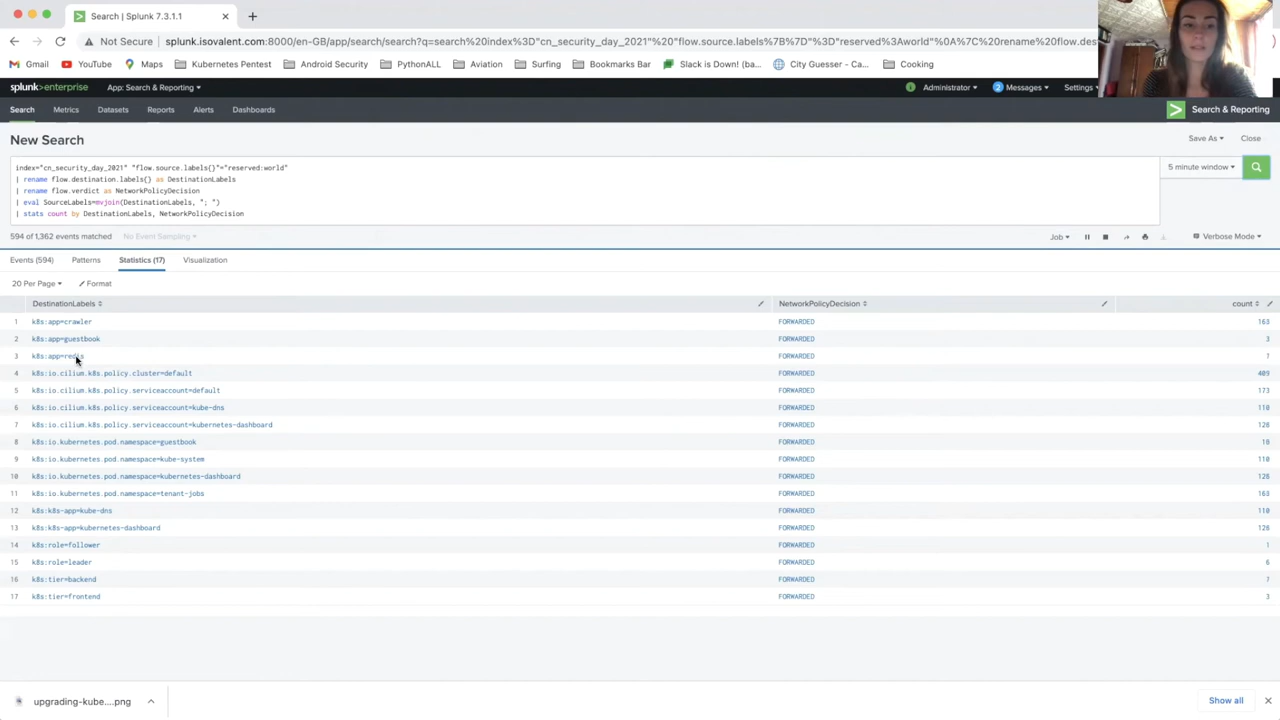 Search | Splunk 7.3.1.1
Not Secure splunk.isovalent.com:8000/en-GB/app/search/search?q=search%20index%3D"cn_security_day_2021"%20"flow.source.labels%7B%7D"%3D"reserved%3Aworld"%0A%7C%20rename%20flow.des
Gmail YouTube Maps Kubernetes Pentest Android Security PythonALL Aviation Surfing Bookmarks Bar Slack is Down! (ba... City Guesser - Ca... Cooking
splunk>enterprise App: Search & Reporting Administrator 2 Messages Settings
Search Metrics Datasets Reports Alerts Dashboards Search & Reporting
New Search Save As Close
index="cn_security_day_2021" "flow.source.labels{}"="reserved:world"
| rename flow.destination.labels{} as DestinationLabels
| rename flow.verdict as NetworkPolicyDecision
| eval SourceLabels=mvjoin(DestinationLabels, "; ")
| stats count by DestinationLabels, NetworkPolicyDecision
5 minute window
594 of 1,362 events matched No Event Sampling Job Verbose Mode
Events (594) Patterns Statistics (17) Visualization
20 Per Page Format
DestinationLabels NetworkPolicyDecision count
1 k8s:app=crawler FORWARDED 163
2 k8s:app=guestbook FORWARDED 3
3 k8s:app=redis FORWARDED 7
4 k8s:io.cilium.k8s.policy.cluster=default FORWARDED 409
5 k8s:io.cilium.k8s.policy.serviceaccount=default FORWARDED 173
6 k8s:io.cilium.k8s.policy.serviceaccount=kube-dns FORWARDED 110
7 k8s:io.cilium.k8s.policy.serviceaccount=kubernetes-dashboard FORWARDED 126
8 k8s:io.kubernetes.pod.namespace=guestbook FORWARDED 10
9 k8s:io.kubernetes.pod.namespace=kube-system FORWARDED 110
10 k8s:io.kubernetes.pod.namespace=kubernetes-dashboard FORWARDED 126
11 k8s:io.kubernetes.pod.namespace=tenant-jobs FORWARDED 163
12 k8s:k8s-app=kube-dns FORWARDED 110
13 k8s:k8s-app=kubernetes-dashboard FORWARDED 126
14 k8s:role=follower FORWARDED 1
15 k8s:role=leader FORWARDED 6
16 k8s:tier=backend FORWARDED 7
17 k8s:tier=frontend FORWARDED 3
upgrading-kube....png Show all